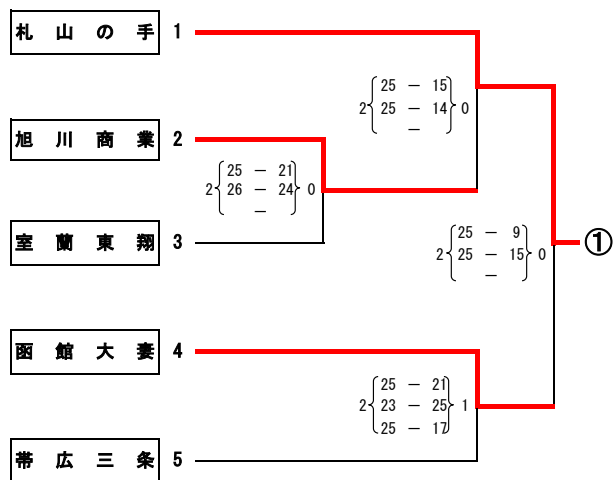 札山の手 1
25 － 15
2 25 － 14 0
－
旭川商業 2
25 － 21
2 26 － 24 0
－
室蘭東翔 3
25 － 9
2 25 － 15 0
－
①
函館大妻 4
25 － 21
2 23 － 25 1
25 － 17
帯広三条 5